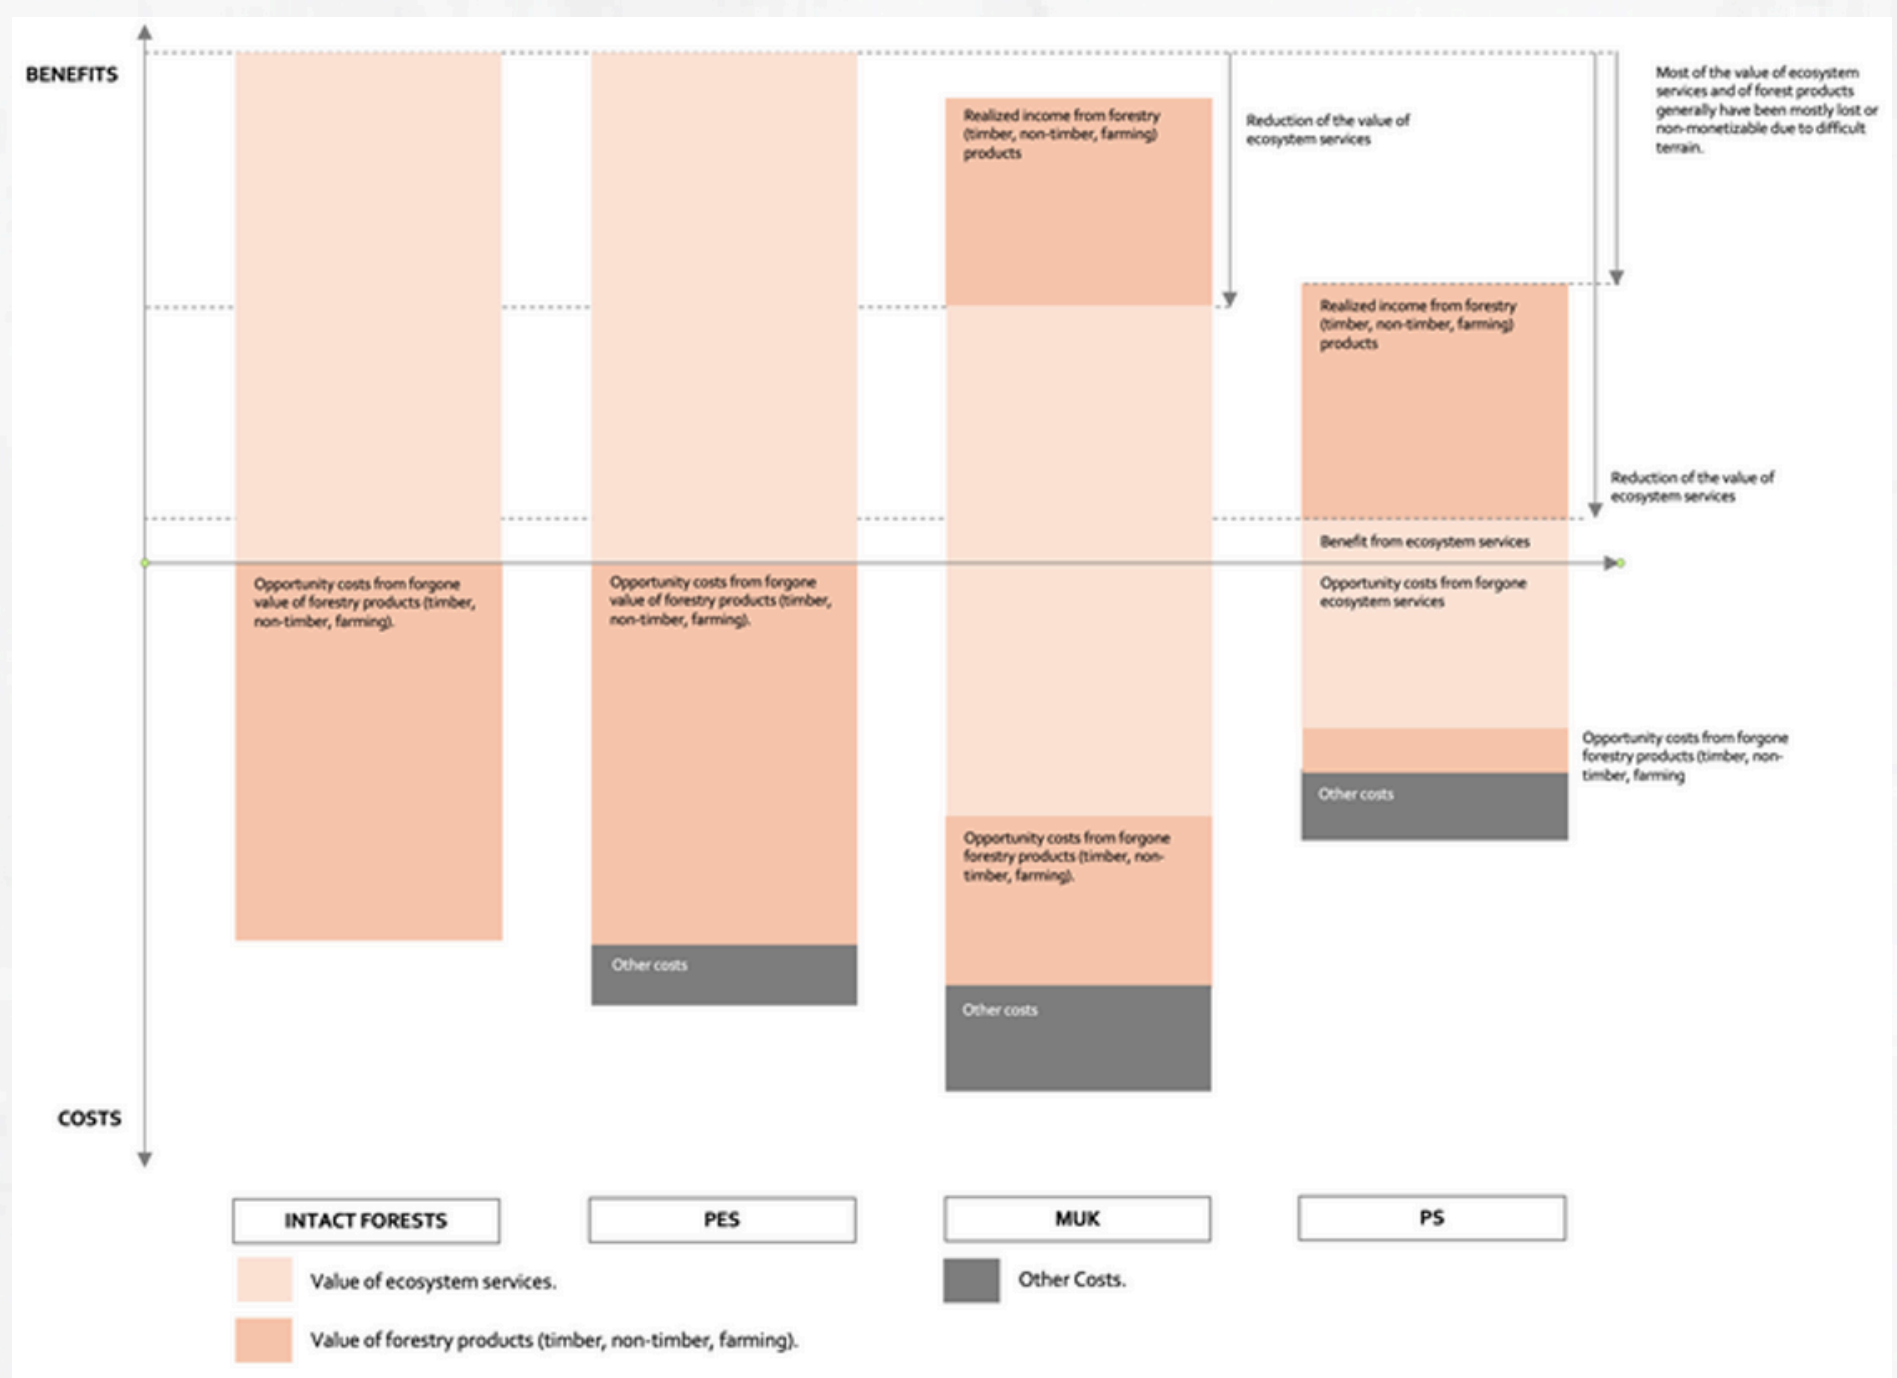 BENEFITS
Most of the value of ecosystem
services and of forest products
generally have been mostly lost or
non-monetizable due to difficult
terrain.
Realized income from forestry
(timber, non-timber, farming)
products
Reduction of the value of
ecosystem services
Realized income from forestry
(timber, non-timber, farming)
products
Reduction of the value of
ecosystem services
Benefit from ecosystem services
Opportunity costs from forgone
value of forestry products (timber,
non-timber, farming).
Opportunity costs from forgone
value of forestry products (timber,
non-timber, farming).
Opportunity costs from forgone
ecosystem services
Opportunity costs from forgone
forestry products (timber, non-
timber, farming
Other costs
Opportunity costs from forgone
forestry products (timber, non-
timber, farming).
Other costs
Other costs
COSTS
INTACT FORESTS
PES
MUK
PS
Value of ecosystem services.
Other Costs.
Value of forestry products (timber, non-timber, farming).